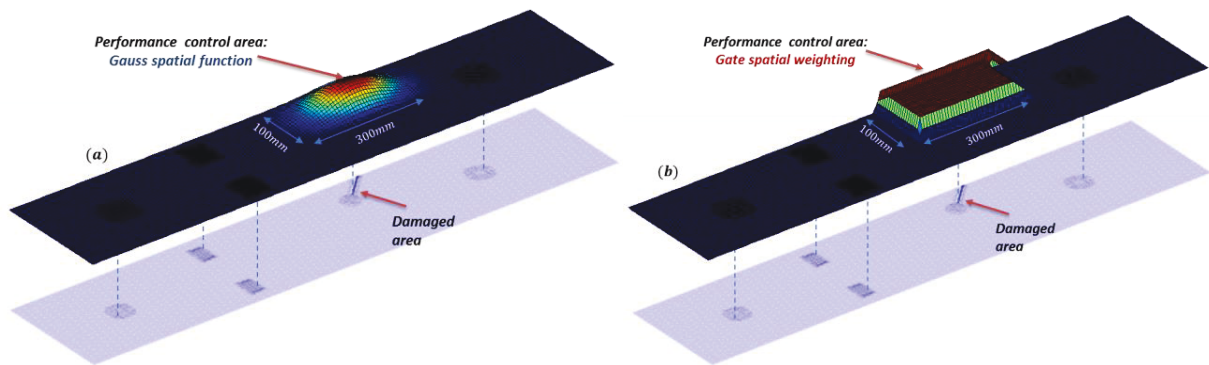 Performance control area:
Gauss spatial function
100mm
300mm
(a)
Damaged
area
Performance control area:
Gate spatial weighting
100mm
300mm
(b)
Damaged
area